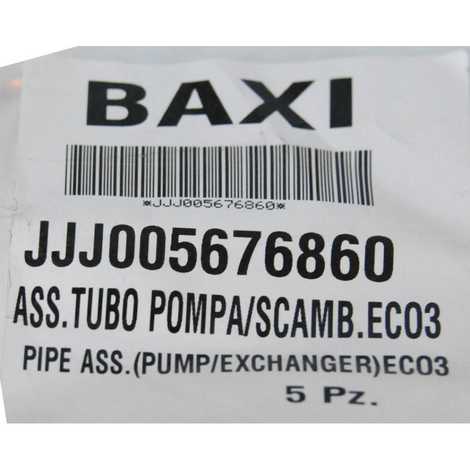 BAXI
*JJJ005676860*
JJJ005676860
ASS.TUBO POMPA/SCAMB.ECO3
PIPE ASS.(PUMP/EXCHANGER)ECO3
5 Pz.